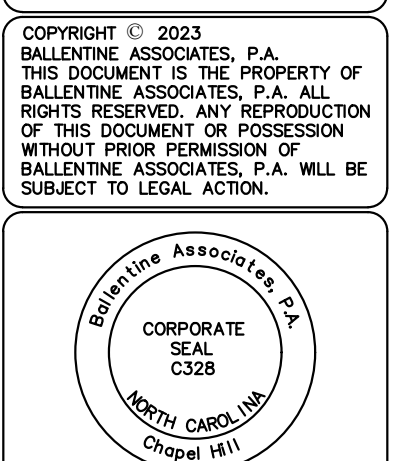 COPYRIGHT © 2023
BALLENTINE ASSOCIATES, P.A.
THIS DOCUMENT IS THE PROPERTY OF
BALLENTINE ASSOCIATES, P.A. ALL
RIGHTS RESERVED. ANY REPRODUCTION
OF THIS DOCUMENT OR POSSESSION
WITHOUT PRIOR PERMISSION OF
BALLENTINE ASSOCIATES, P.A. WILL BE
SUBJECT TO LEGAL ACTION.
Ballentine Associates, P.A.
CORPORATE
SEAL
C328
NORTH CAROLINA
Chapel Hill